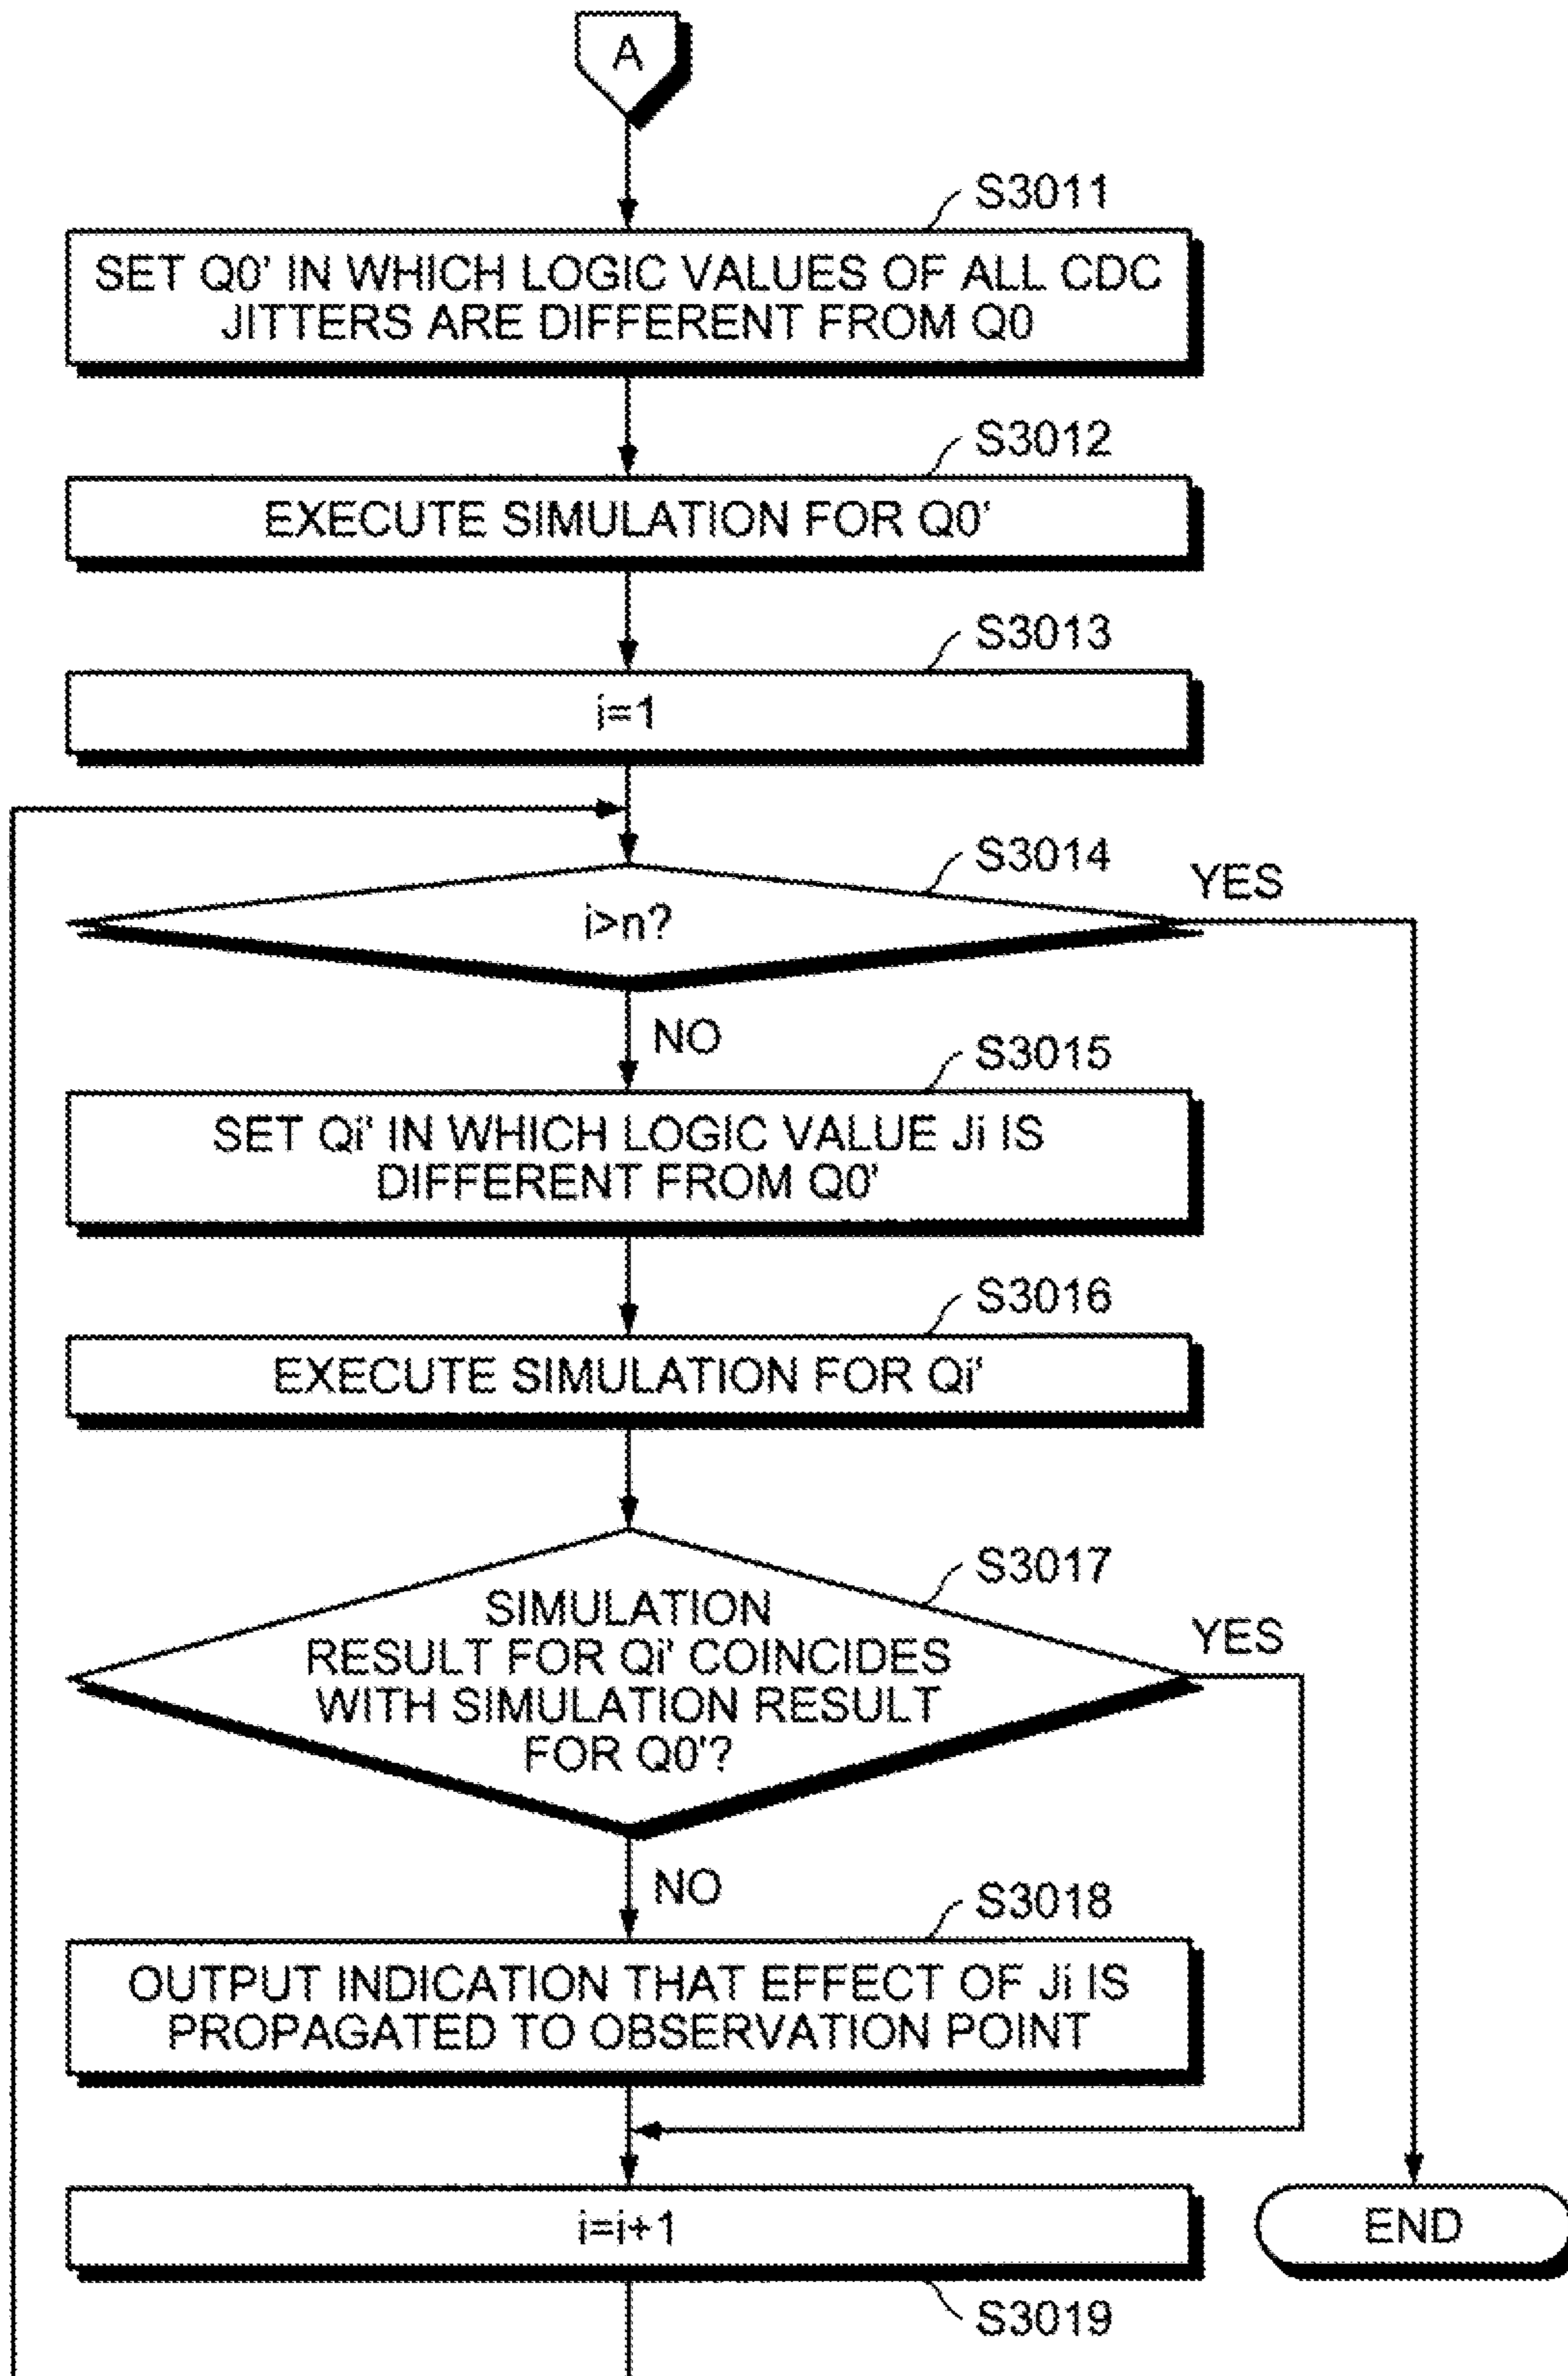 A
S3011
SET Q0' IN WHICH LOGIC VALUES OF ALL CDC
JITTERS ARE DIFFERENT FROM Q0
S3012
EXECUTE SIMULATION FOR Q0'
S3013
i=1
S3014
YES
i>n?
NO
S3015
SET Qi' IN WHICH LOGIC VALUE Ji IS
DIFFERENT FROM Q0'
S3016
EXECUTE SIMULATION FOR Qi'
S3017
SIMULATION
YES
RESULT FOR Qi' COINCIDES
WITH SIMULATION RESULT
FOR Q0'?
NO
S3018
OUTPUT INDICATION THAT EFFECT OF Ji IS
PROPAGATED TO OBSERVATION POINT
i=i+1
END
S3019